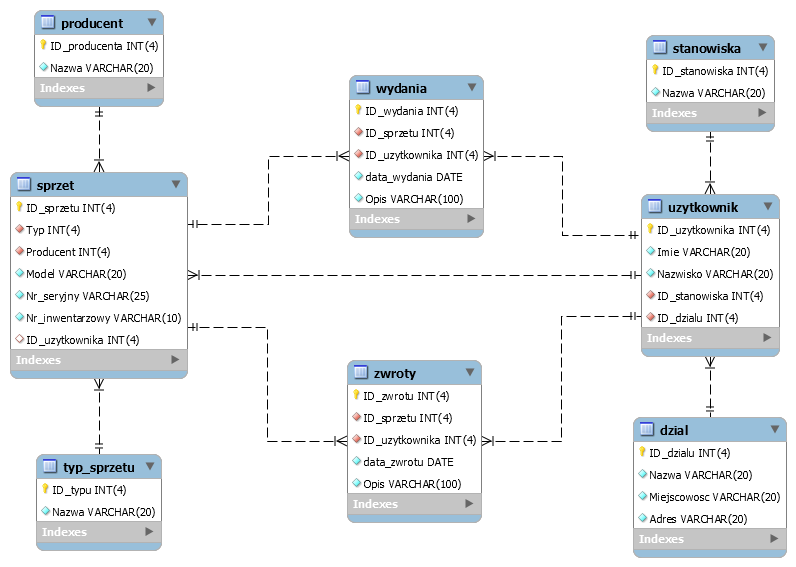 producent
ID_producenta INT(4)
Nazwa VARCHAR(20)
Indexes
sprzet
ID_sprzetu INT(4)
Typ INT(4)
Producent INT(4)
Model VARCHAR(20)
Nr_seryjny VARCHAR(25)
Nr_inwentarzowy VARCHAR(10)
ID_uzytkownika INT(4)
Indexes
typ_sprzetu
ID_typu INT(4)
Nazwa VARCHAR(20)
Indexes
wydania
ID_wydania INT(4)
ID_sprzetu INT(4)
ID_uzytkownika INT(4)
data_wydania DATE
Opis VARCHAR(100)
Indexes
zwroty
ID_zwrotu INT(4)
ID_sprzetu INT(4)
ID_uzytkownika INT(4)
data_zwrotu DATE
Opis VARCHAR(100)
Indexes
stanowiska
ID_stanowiska INT(4)
Nazwa VARCHAR(20)
Indexes
uzytkownik
ID_uzytkownika INT(4)
Imie VARCHAR(20)
Nazwisko VARCHAR(20)
ID_stanowiska INT(4)
ID_dzialu INT(4)
Indexes
dzial
ID_dzialu INT(4)
Nazwa VARCHAR(20)
Miejscowosc VARCHAR(20)
Adres VARCHAR(20)
Indexes